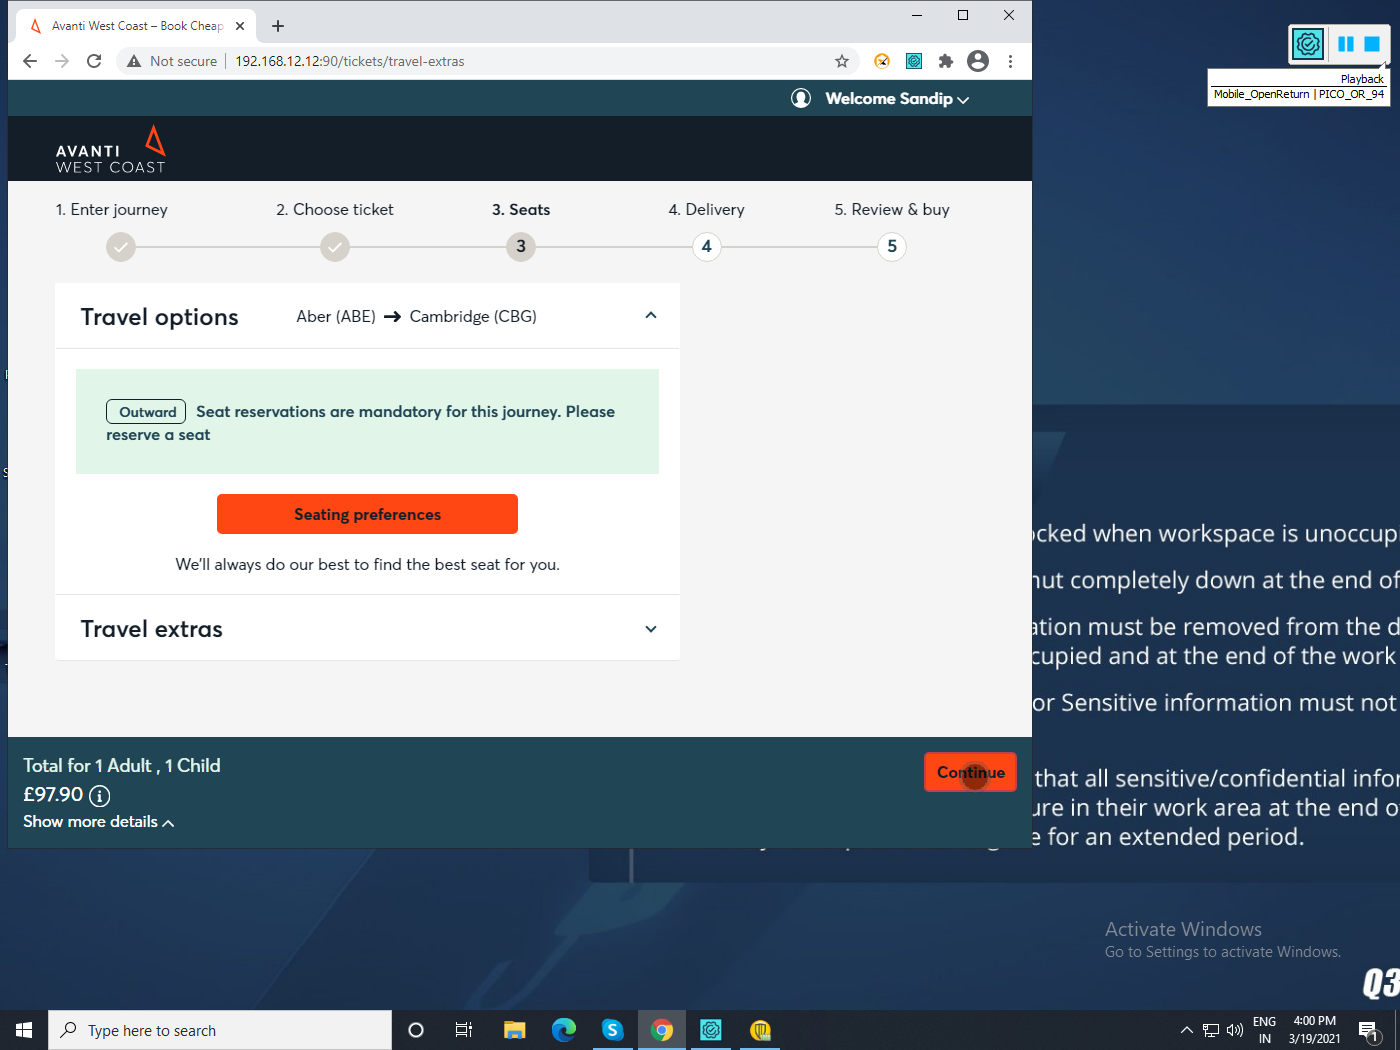 Avanti West Coast – Book Cheap
Not secure
192.168.12.12:90/tickets/travel-extras
Playback
Mobile_OpenReturn | PICO_OR_94
Welcome Sandip
AVANTI
WEST COAST
1. Enter journey
2. Choose ticket
3. Seats
4. Delivery
5. Review & buy
3
4
5
Travel options
Aber (ABE) → Cambridge (CBG)
Outward Seat reservations are mandatory for this journey. Please
reserve a seat
Seating preferences
We'll always do our best to find the best seat for you.
Travel extras
Total for 1 Adult , 1 Child
£97.90
Show more details
Continue
ocked when workspace is unoccupi
hut completely down at the end of
ation must be removed from the d
cupied and at the end of the work
or Sensitive information must not
that all sensitive/confidential infor
ure in their work area at the end o
e for an extended period.
Activate Windows
Go to Settings to activate Windows.
Q3
Type here to search
ENG
IN
4:00 PM
3/19/2021
1